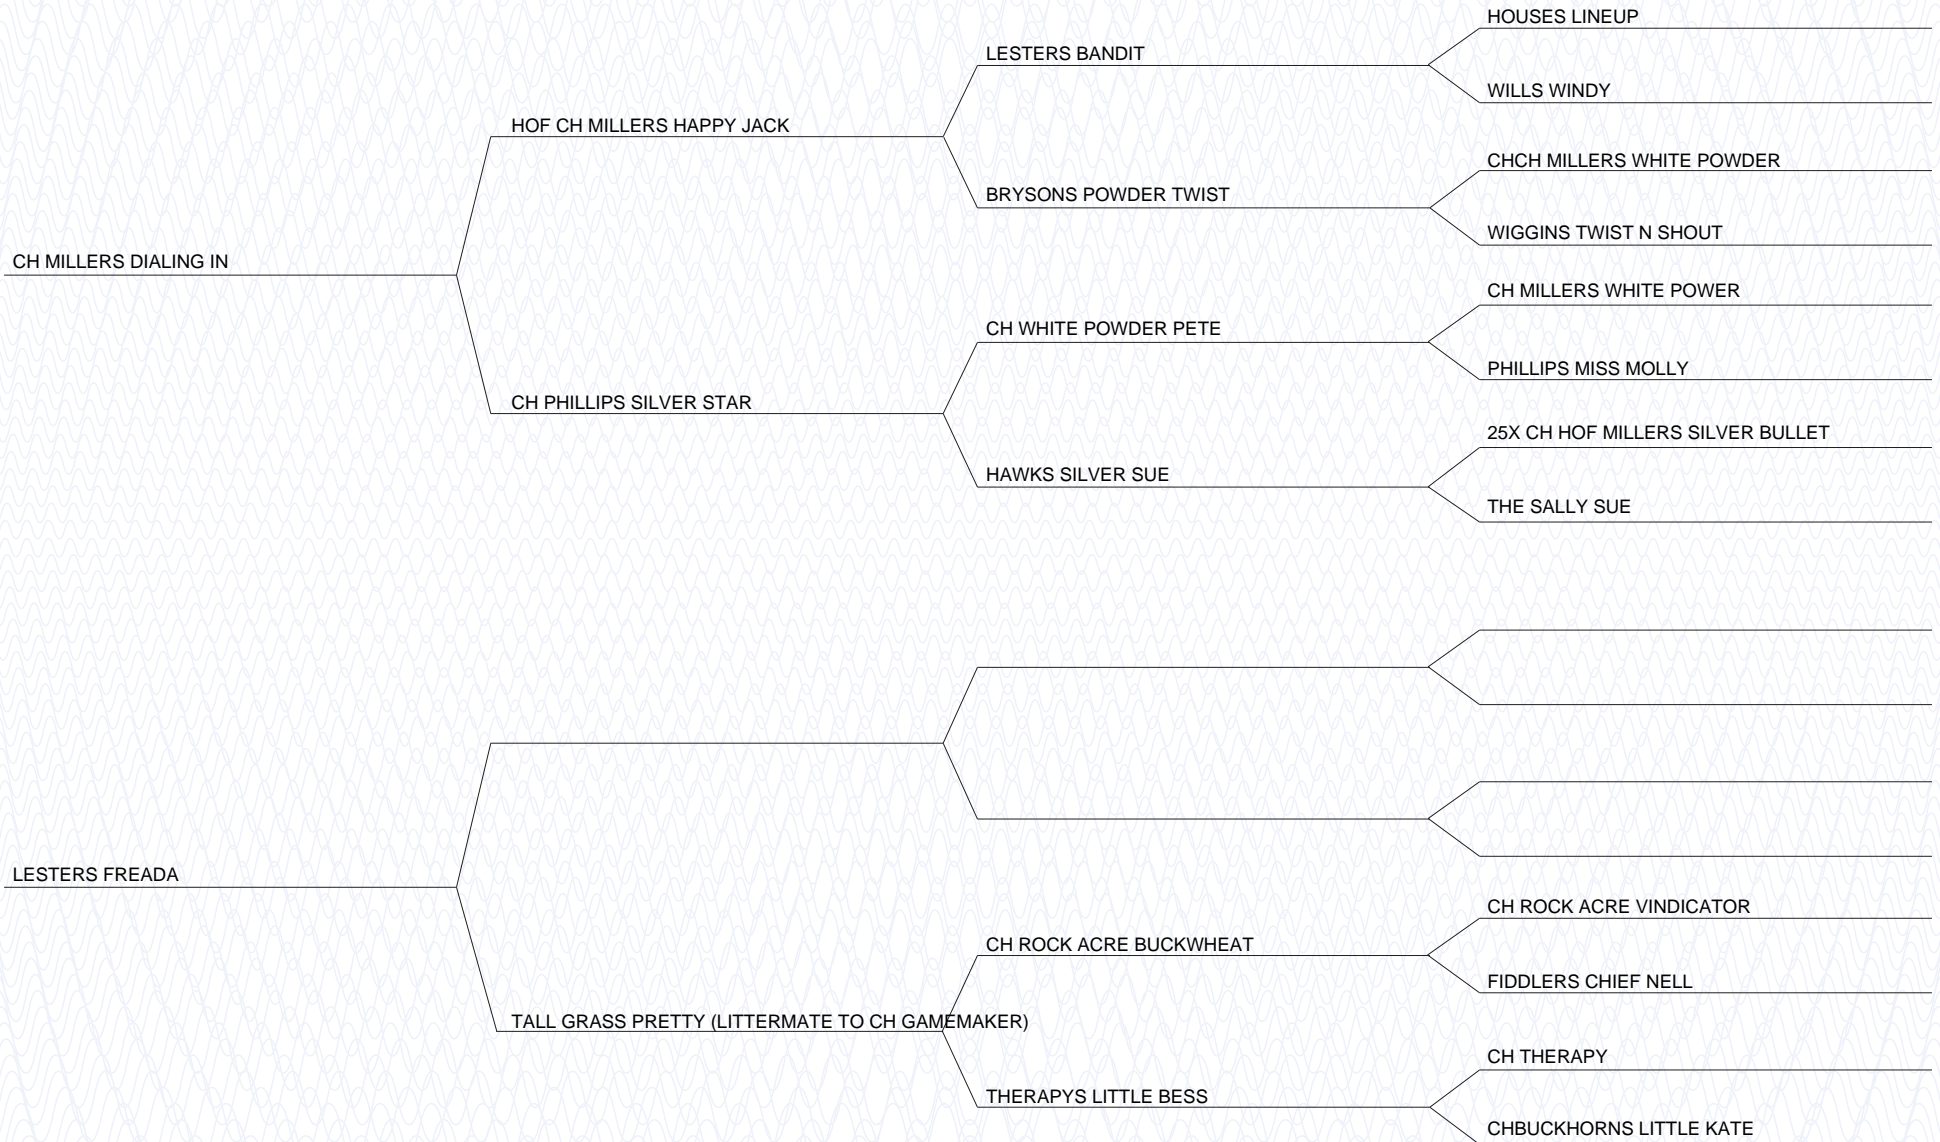 HOUSES LINEUP
LESTERS BANDIT
WILLS WINDY
HOF CH MILLERS HAPPY JACK
CHCH MILLERS WHITE POWDER
BRYSONS POWDER TWIST
WIGGINS TWIST N SHOUT
CH MILLERS DIALING IN
CH MILLERS WHITE POWER
CH WHITE POWDER PETE
PHILLIPS MISS MOLLY
CH PHILLIPS SILVER STAR
25X CH HOF MILLERS SILVER BULLET
HAWKS SILVER SUE
THE SALLY SUE
LESTERS FREADA
CH ROCK ACRE VINDICATOR
CH ROCK ACRE BUCKWHEAT
FIDDLERS CHIEF NELL
TALL GRASS PRETTY (LITTERMATE TO CH GAMEMAKER)
CH THERAPY
THERAPYS LITTLE BESS
CHBUCKHORNS LITTLE KATE